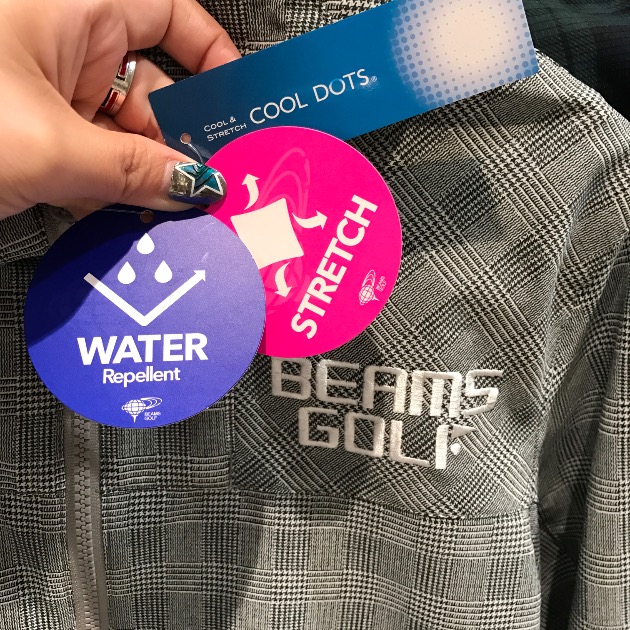 COOL &
STRETCH COOL DOTS®
STRETCH
WATER
Repellent
BEAMS
GOLF
BEAMS
GOLF